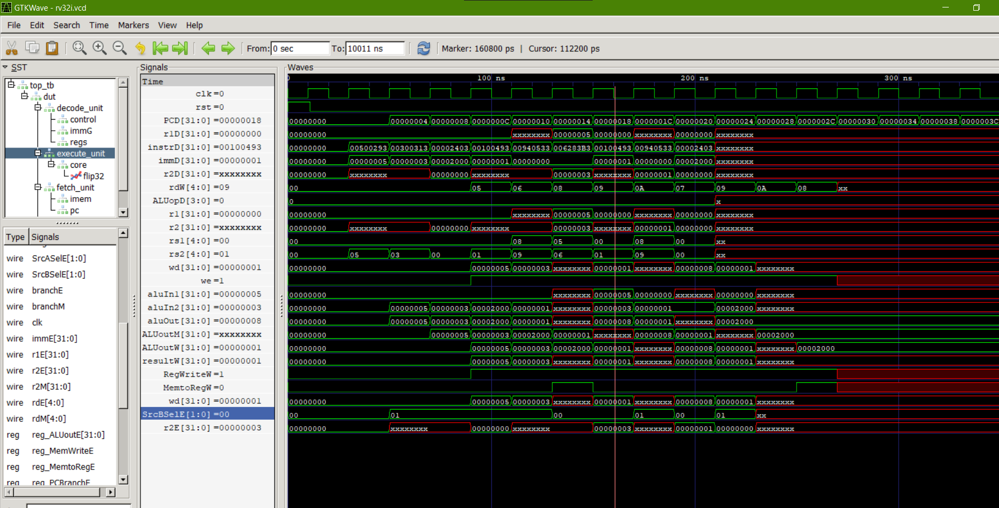 GTKWave - rv32i.vcd
File Edit Search Time Markers View Help
From: 0 sec To: 10011 ns Marker: 160800 ps | Cursor: 112200 ps
SST
top_tb
dut
decode_unit
control
immG
regs
execute_unit
core
flip32
fetch_unit
imem
pc
Type Signals
wire SrcASelE[1:0]
wire SrcBSelE[1:0]
wire branchE
wire branchM
wire clk
wire immE[31:0]
wire r1E[31:0]
wire r2E[31:0]
wire r2M[31:0]
wire rdE[4:0]
wire rdM[4:0]
reg reg_ALUoutE[31:0]
reg reg_MemWriteE
reg reg_MemtoRegE
reg reg_PCBranchE
Signals
Time
clk=0
rst=0
PCD[31:0]=00000018
r1D[31:0]=00000000
instrD[31:0]=00100493
immD[31:0]=00000001
r2D[31:0]=xxxxxxxx
rdW[4:0]=09
ALUopD[3:0]=0
r1[31:0]=00000000
r2[31:0]=xxxxxxxx
rs1[4:0]=00
rs2[4:0]=01
wd[31:0]=00000001
we=1
aluIn1[31:0]=00000005
aluIn2[31:0]=00000003
aluOut[31:0]=00000008
ALUoutM[31:0]=xxxxxxxx
ALUoutW[31:0]=00000001
resultW[31:0]=00000001
RegWriteW=1
MemtoRegW=0
wd[31:0]=00000001
SrcBSelE[1:0]=00
r2E[31:0]=00000003
Waves
0 100 ns 200 ns 300 ns
00000000 00000004 00000008 0000000C 00000010 00000014 00000018 0000001C 00000020 00000024 00000028 0000002C 00000030 00000034 00000038 0000003C
00000000 xxxxxxxx 00000005 00000000 xxxxxxxx 00000000 xxxxxxxx
00000000 00500293 00300313 00002403 00100493 00940533 006283B3 00100493 00940533 00002403 xxxxxxxx
00000000 00000005 00000003 00002000 00000001 00000000 00000001 00000000 00002000 xxxxxxxx
00000000 xxxxxxxx 00000000 xxxxxxxx 00000003 xxxxxxxx 00000001 00000000 xxxxxxxx
00 05 06 08 09 0A 07 09 0A 08 xx
0 x
00000000 xxxxxxxx 00000005 00000000 xxxxxxxx 00000000 xxxxxxxx
00000000 xxxxxxxx 00000000 xxxxxxxx 00000003 xxxxxxxx 00000001 00000000 xxxxxxxx
00 08 05 00 08 00 xx
00 05 03 00 01 09 06 01 09 00 xx
00000000 00000005 00000003 xxxxxxxx 00000001 xxxxxxxx 00000008 00000001 xxxxxxxx
00000000 xxxxxxxx 00000005 00000000 xxxxxxxx 00000000 xxxxxxxx
00000000 00000005 00000003 00002000 00000001 xxxxxxxx 00000003 00000001 00002000 xxxxxxxx
00000000 00000005 00000003 00002000 00000001 xxxxxxxx 00000008 00000001 xxxxxxxx 00002000
00000000 00000005 00000003 00002000 00000001 xxxxxxxx 00000008 00000001 xxxxxxxx 00002000
00000000 00000005 00000003 00002000 00000001 xxxxxxxx 00000008 00000001 xxxxxxxx 00002000
00000000 00000005 00000003 xxxxxxxx 00000001 xxxxxxxx 00000008 00000001 xxxxxxxx
00000000 00000005 00000003 xxxxxxxx 00000001 xxxxxxxx 00000008 00000001 xxxxxxxx
00 01 00 01 00 01 xx
00000000 xxxxxxxx 00000000 xxxxxxxx 00000003 xxxxxxxx 00000001 00000000 xxxxxxxx